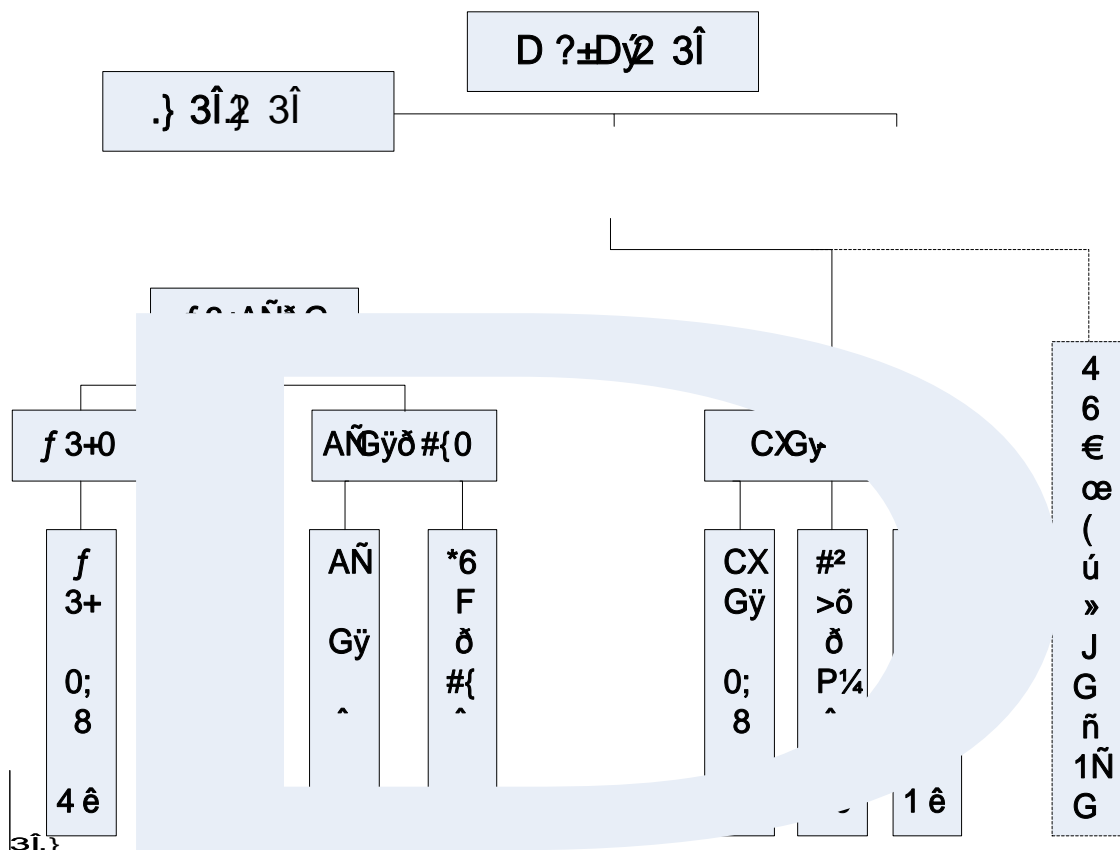 D ?±Dý2 3Î
.} 3Î.2 3Î
ƒ 3+0
AÑGÿð #{0
CXGy
ƒ
3+
0;
8
4 ê
AÑ
Gÿ
ˆ
*6
F
ð
#{
ˆ
CX
Gÿ
0;
8
#²
>õ
ð
P¼
ˆ
1 ê
4
6
€
œ
(
ú
»
J
G
ñ
1Ñ
G
3Î.}